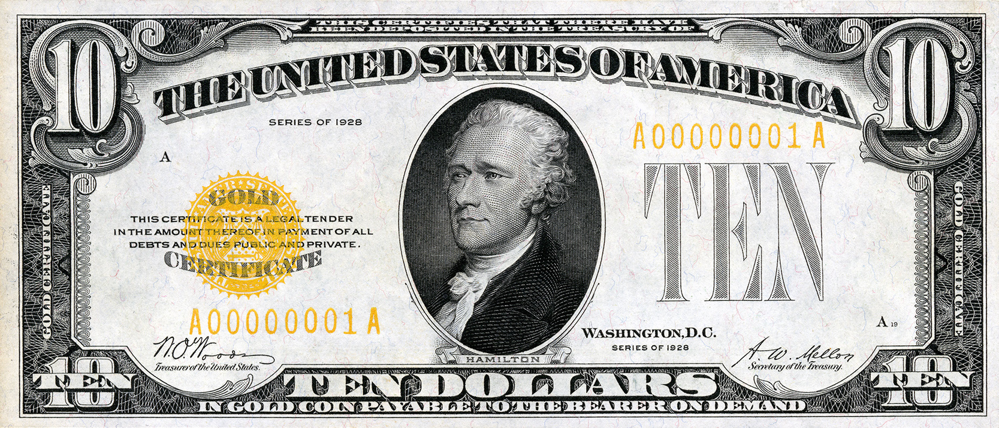 THIS CERTIFIES THAT THERE HAVE
BEEN DEPOSITED IN THE TREASURY OF
10
10
THE UNITED STATES OF AMERICA
SERIES OF 1928
A00000001A
A
TEN
GOLD
THIS CERTIFICATE IS A LEGAL TENDER
IN THE AMOUNT THEREOF IN PAYMENT OF ALL
DEBTS AND DUES PUBLIC AND PRIVATE.
CERTIFICATE
GOLD CERTIFICATE
GOLD CERTIFICATE
A00000001A
A 19
WASHINGTON, D.C.
SERIES OF 1928
W.O. Woods
Treasurer of the United States.
HAMILTON
A. W. Mellon
Secretary of the Treasury.
10
TEN
TEN DOLLARS
10
TEN
IN GOLD COIN PAYABLE TO THE BEARER ON DEMAND